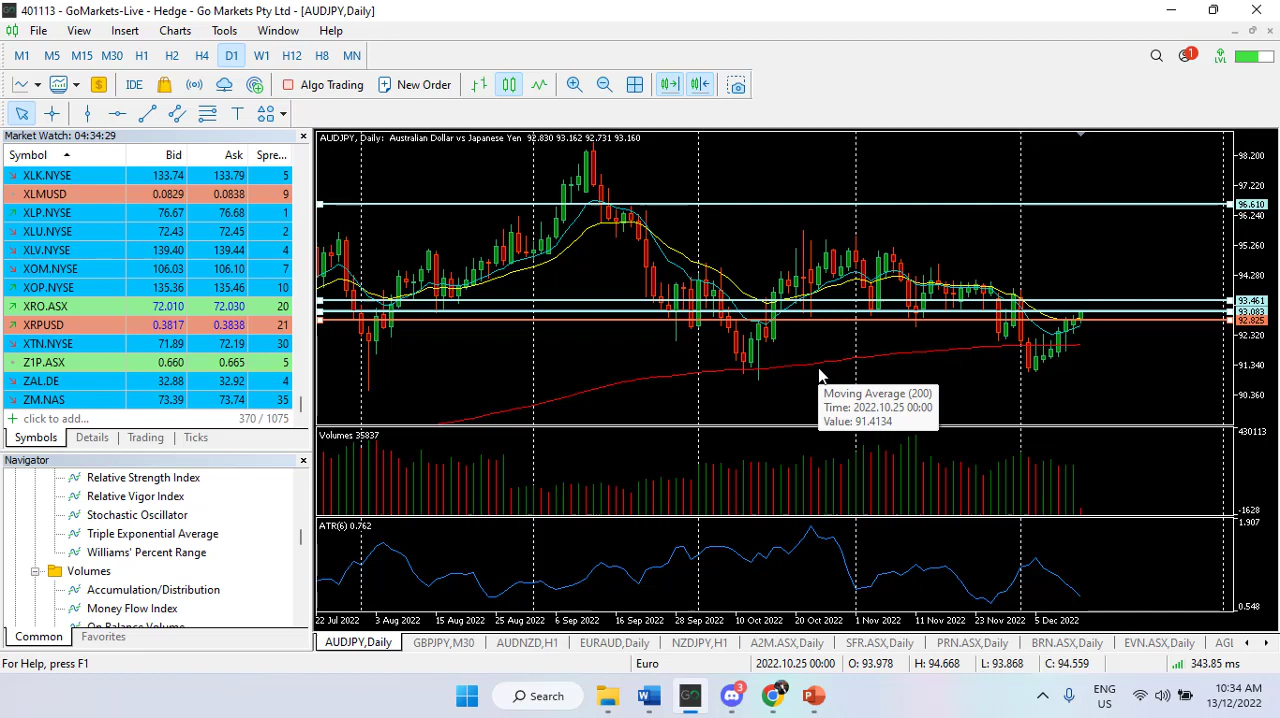 401113 - GoMarkets-Live - Hedge - Go Markets Pty Ltd - [AUDJPY,Daily]
File View Insert Charts Tools Window Help
M1 M5 M15 M30 H1 H2 H4 D1 W1 H12 H8 MN 1 LVL
IDE Algo Trading New Order
T
Market Watch: 04:34:29
Symbol Bid Ask Spre...
XLK.NYSE 133.74 133.79 5
XLMUSD 0.0829 0.0838 9
XLP.NYSE 76.67 76.68 1
XLU.NYSE 72.43 72.45 2
XLV.NYSE 139.40 139.44 4
XOM.NYSE 106.03 106.10 7
XOP.NYSE 135.36 135.46 10
XRO.ASX 72.010 72.030 20
XRPUSD 0.3817 0.3838 21
XTN.NYSE 71.89 72.19 30
Z1P.ASX 0.660 0.665 5
ZAL.DE 32.88 32.92 4
ZM.NAS 73.39 73.74 35
click to add... 370 / 1075
Symbols Details Trading Ticks
Navigator
Relative Strength Index
Relative Vigor Index
Stochastic Oscillator
Triple Exponential Average
Williams' Percent Range
Volumes
Accumulation/Distribution
Money Flow Index
On Balance Volume
Common Favorites
AUDJPY, Daily: Australian Dollar vs Japanese Yen 92.830 93.162 92.731 93.160
98.200
97.220
96.610
96.240
95.260
94.280
93.461
93.083
92.825
92.320
91.340
90.360
Moving Average (200)
Time: 2022.10.25 00:00
Value: 91.4134
Volumes 35837
430113
-1628
ATR(6) 0.762
1.907
0.548
22 Jul 2022 3 Aug 2022 15 Aug 2022 25 Aug 2022 6 Sep 2022 16 Sep 2022 28 Sep 2022 10 Oct 2022 20 Oct 2022 1 Nov 2022 11 Nov 2022 23 Nov 2022 5 Dec 2022
AUDJPY,Daily GBPJPY,M30 AUDNZD,H1 EURAUD,Daily NZDJPY,H1 A2M.ASX,Daily SFR.ASX,Daily PRN.ASX,Daily BRN.ASX,Daily EVN.ASX,Daily AGL
For Help, press F1 Euro 2022.10.25 00:00 O: 93.978 H: 94.668 L: 93.868 C: 94.559 343.85 ms
Search GO 3 ENG US 10:34 AM 13/12/2022